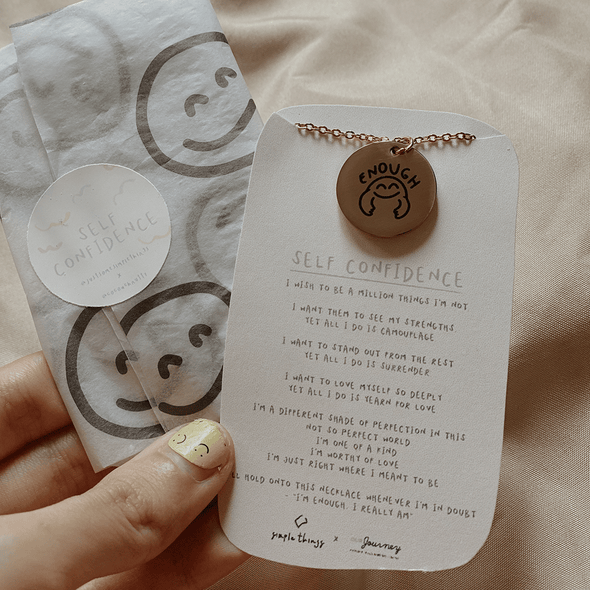 SELF
CONFIDENCE
x
ENOUGH
SELF CONFIDENCE
I WISH TO BE A MILLION THINGS I'M NOT
I WANT THEM TO SEE MY STRENGTHS
YET ALL I DO IS CAMOUFLAGE
I WANT TO STAND OUT FROM THE REST
YET ALL I DO IS SURRENDER
I WANT TO LOVE MYSELF SO DEEPLY
YET ALL I DO IS YEARN FOR LOVE
I'M A DIFFERENT SHADE OF PERFECTION IN THIS
NOT SO PERFECT WORLD
I'M ONE OF A KIND
I'M WORTHY OF LOVE
I'M JUST RIGHT WHERE I MEANT TO BE
LL HOLD ONTO THIS NECKLACE WHENEVER I'M IN DOUBT
- "I'M ENOUGH. I REALLY AM"
simple things x our Journey